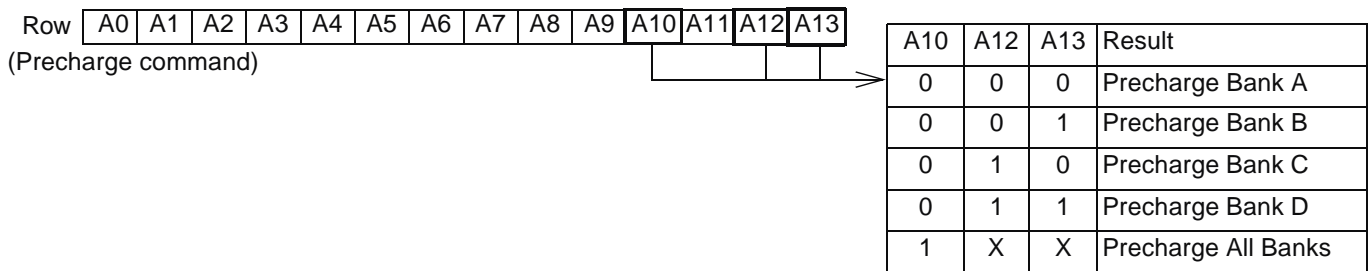 Row A0 A1 A2 A3 A4 A5 A6 A7 A8 A9 A10 A11 A12 A13
(Precharge command)
A10 A12 A13 Result
0 0 0 Precharge Bank A
0 0 1 Precharge Bank B
0 1 0 Precharge Bank C
0 1 1 Precharge Bank D
1 X X Precharge All Banks